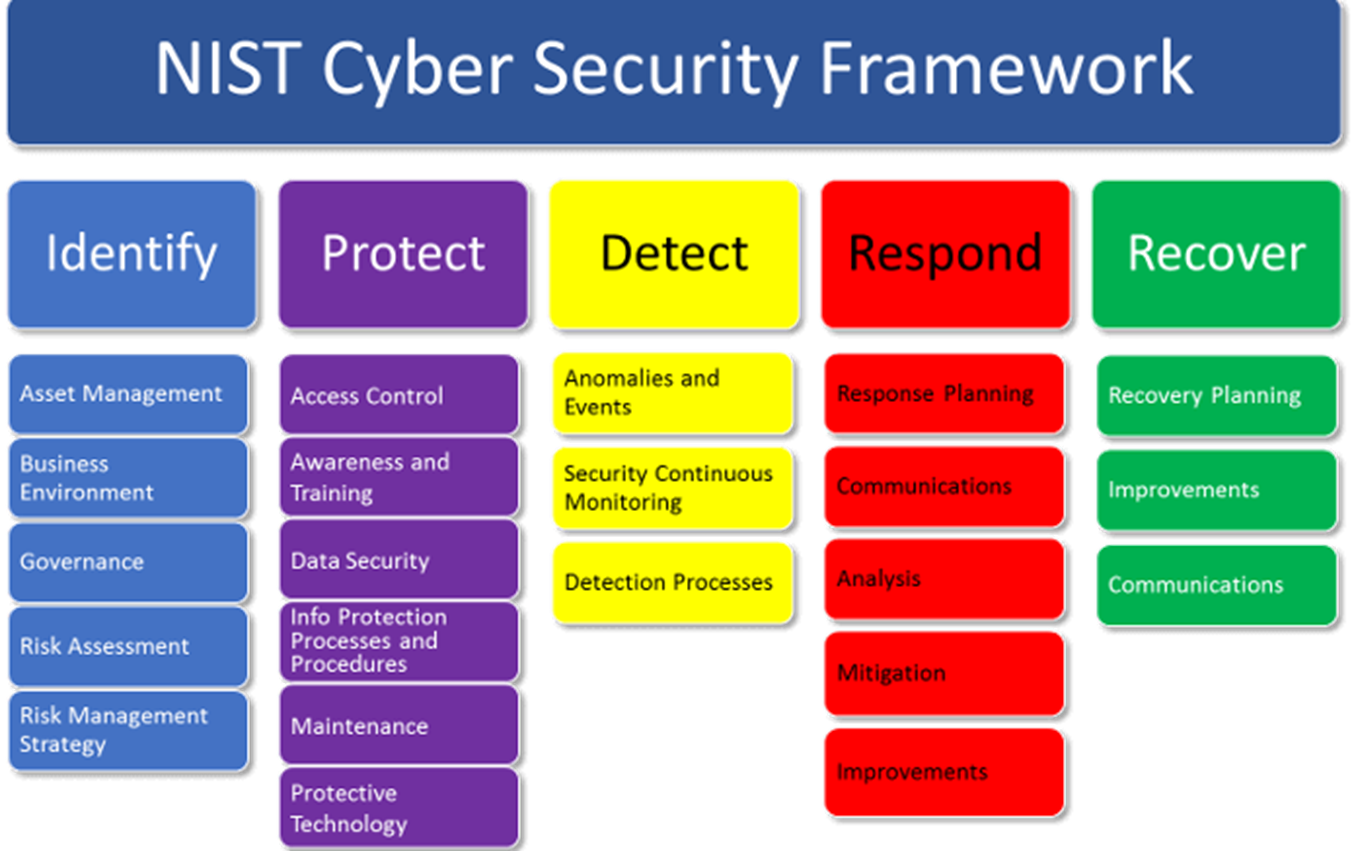 NIST Cyber Security Framework
Identify
Protect
Detect
Respond
Recover
Asset Management
Business
Environment
Governance
Risk Assessment
Risk Management
Strategy
Access Control
Awareness and
Training
Data Security
Info Protection
Processes and
Procedures
Maintenance
Protective
Technology
Anomalies and
Events
Security Continuous
Monitoring
Detection Processes
Response Planning
Communications
Analysis
Mitigation
Improvements
Recovery Planning
Improvements
Communications